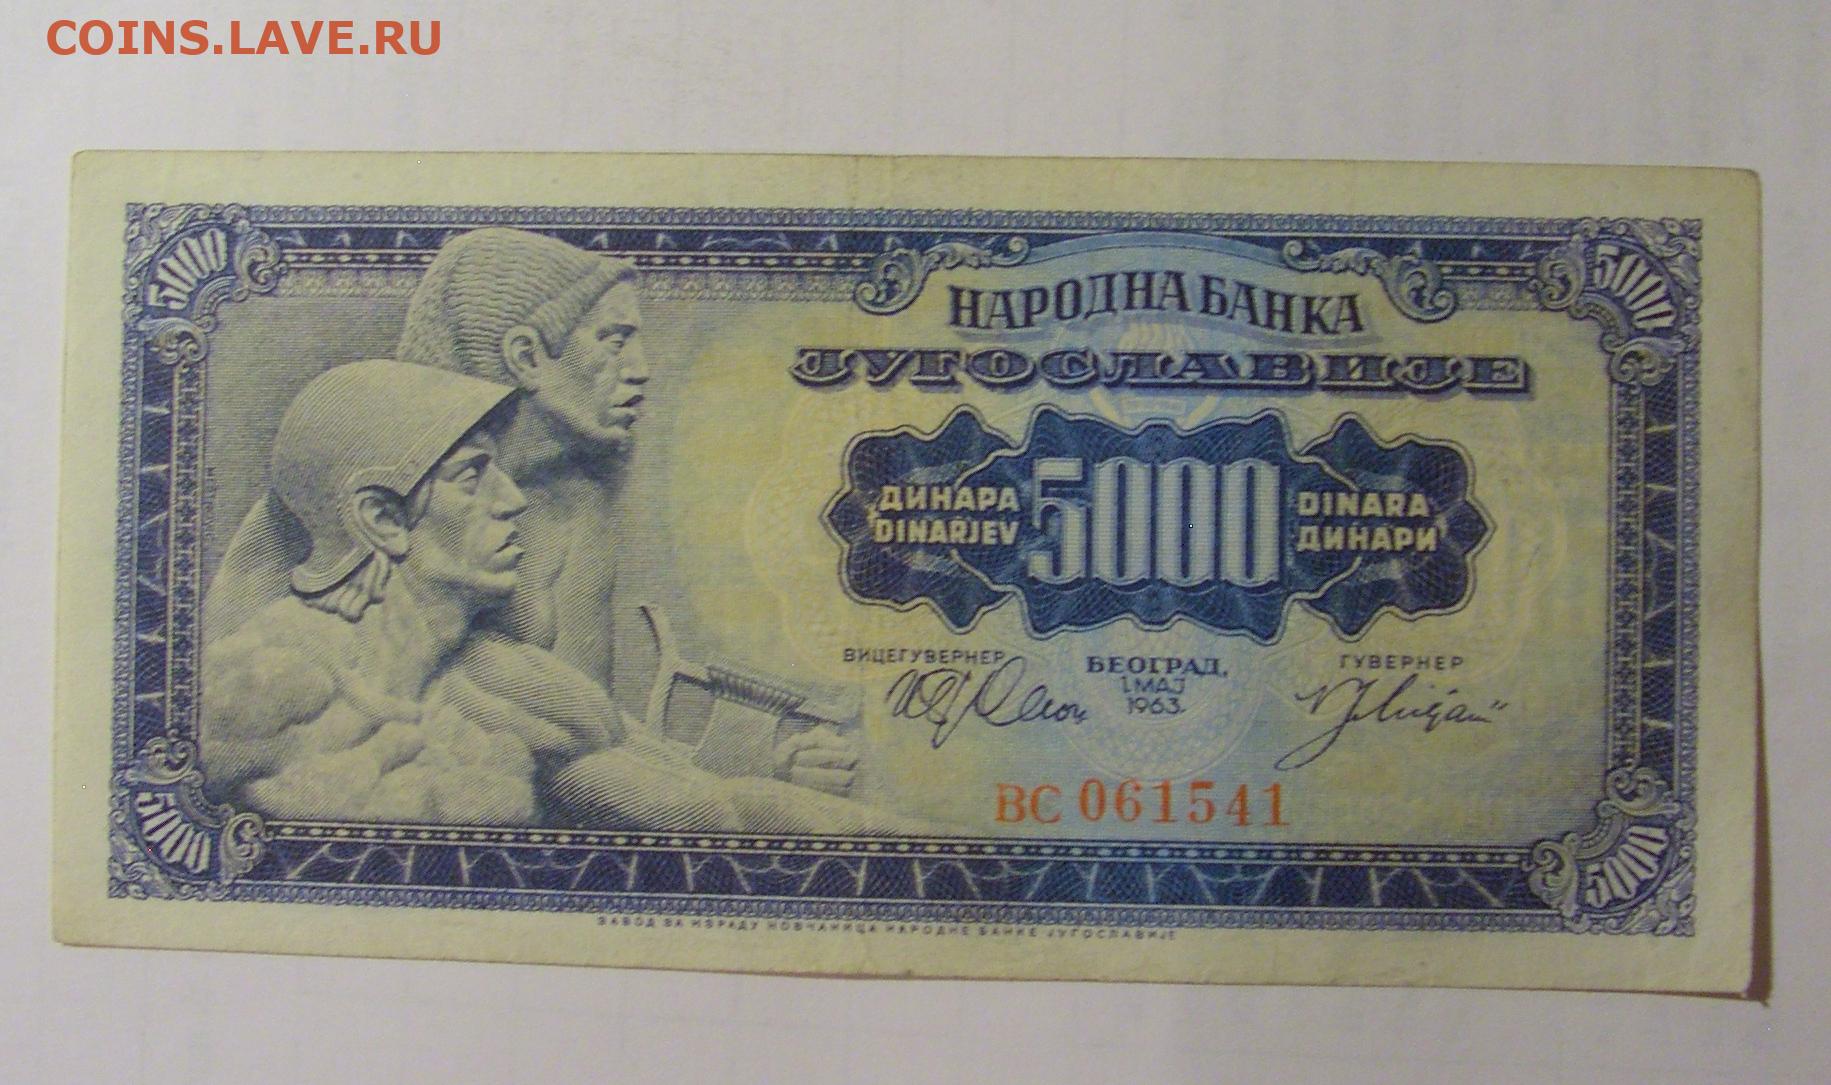 COINS.LAVE.RU
5000
5000
НАРОДНА БАНКА
ЈУГОСЛАВИЈЕ
ДИНАРА
DINARJEV
5000
DINARA
ДИНАРИ
ВИЦЕГУВЕРНЕР
БЕОГРАД,
1. МАЈ
1963.
ГУВЕРНЕР
BC 061541
5000
5000
ЗАВОД ЗА ИЗРАДУ НОВЧАНИЦА НАРОДНЕ БАНКЕ ЈУГОСЛАВИЈЕ